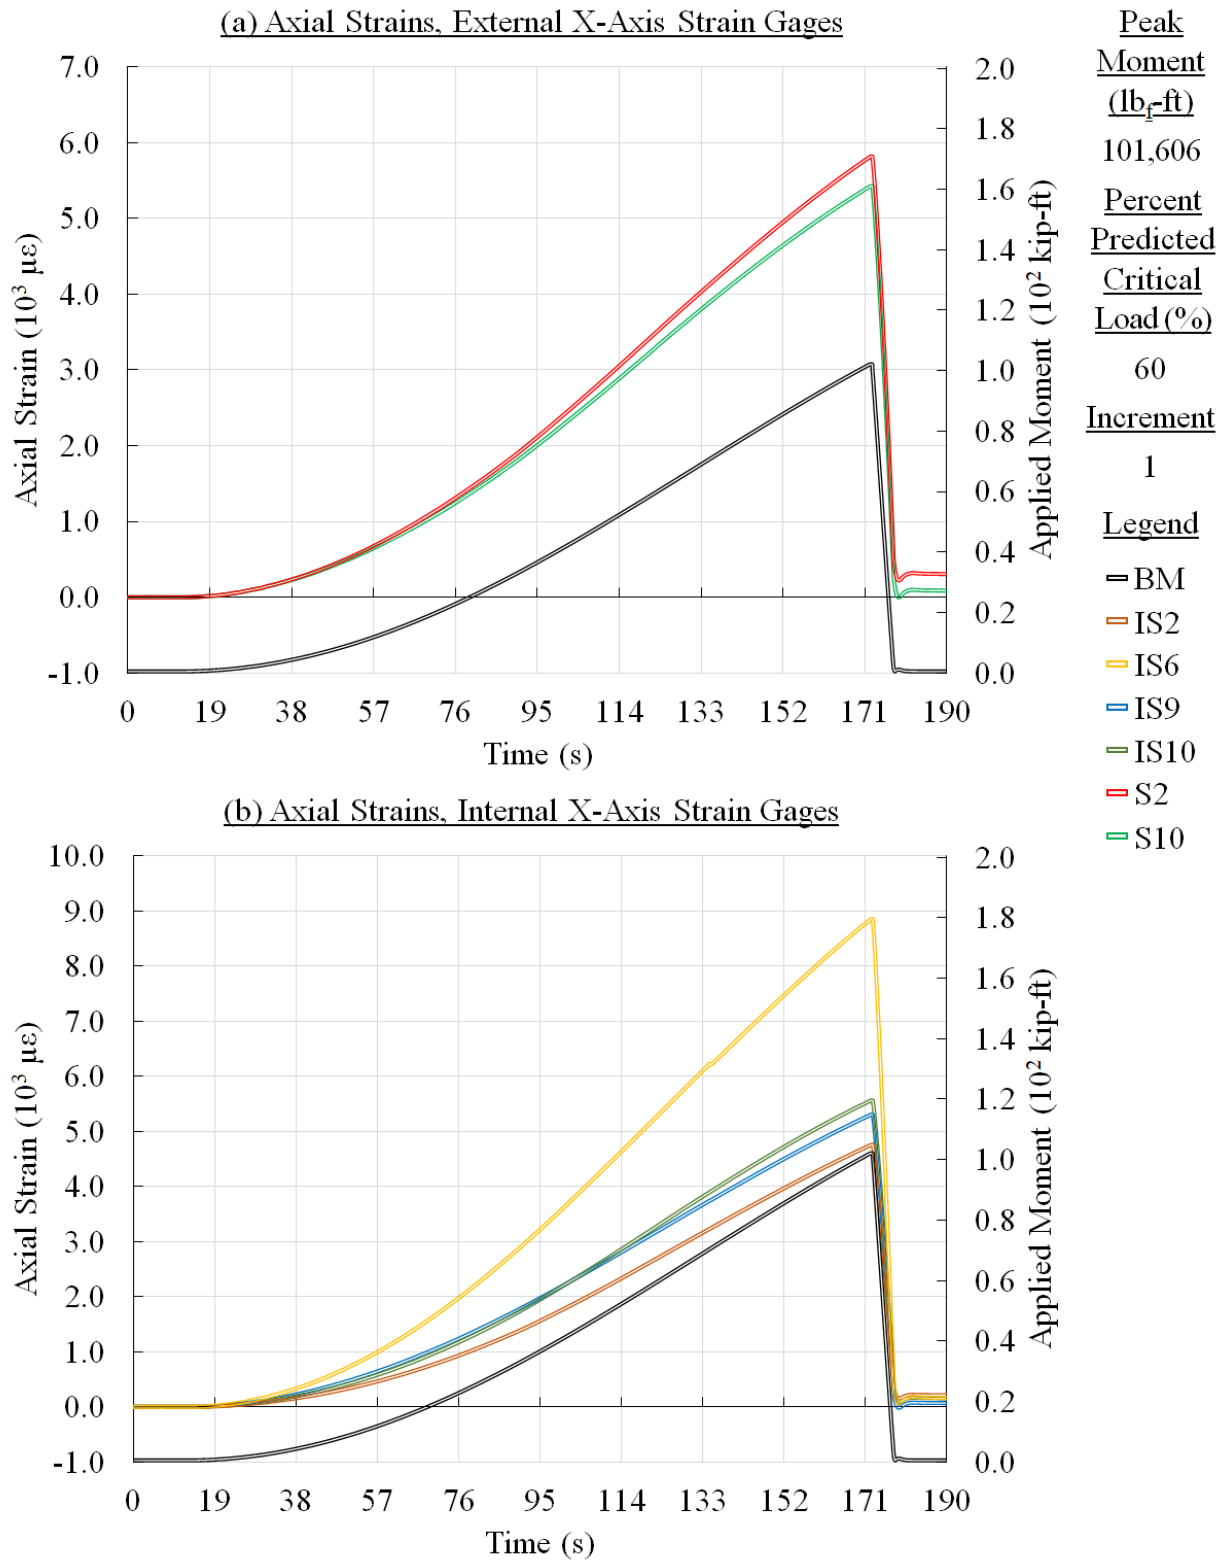 (a) Axial Strains, External X-Axis Strain Gages
7.0
6.0
5.0
4.0
3.0
2.0
1.0
0.0
-1.0
Axial Strain (10³ με)
2.0
1.8
1.6
1.4
1.2
1.0
0.8
0.6
0.4
0.2
0.0
Applied Moment (10² kip-ft)
0 19 38 57 76 95 114 133 152 171 190
Time (s)
Peak
Moment
(lb_f-ft)
101,606
Percent
Predicted
Critical
Load (%)
60
Increment
1
Legend
BM
IS2
IS6
IS9
IS10
S2
S10
(b) Axial Strains, Internal X-Axis Strain Gages
10.0
9.0
8.0
7.0
6.0
5.0
4.0
3.0
2.0
1.0
0.0
-1.0
Axial Strain (10³ με)
2.0
1.8
1.6
1.4
1.2
1.0
0.8
0.6
0.4
0.2
0.0
Applied Moment (10² kip-ft)
0 19 38 57 76 95 114 133 152 171 190
Time (s)